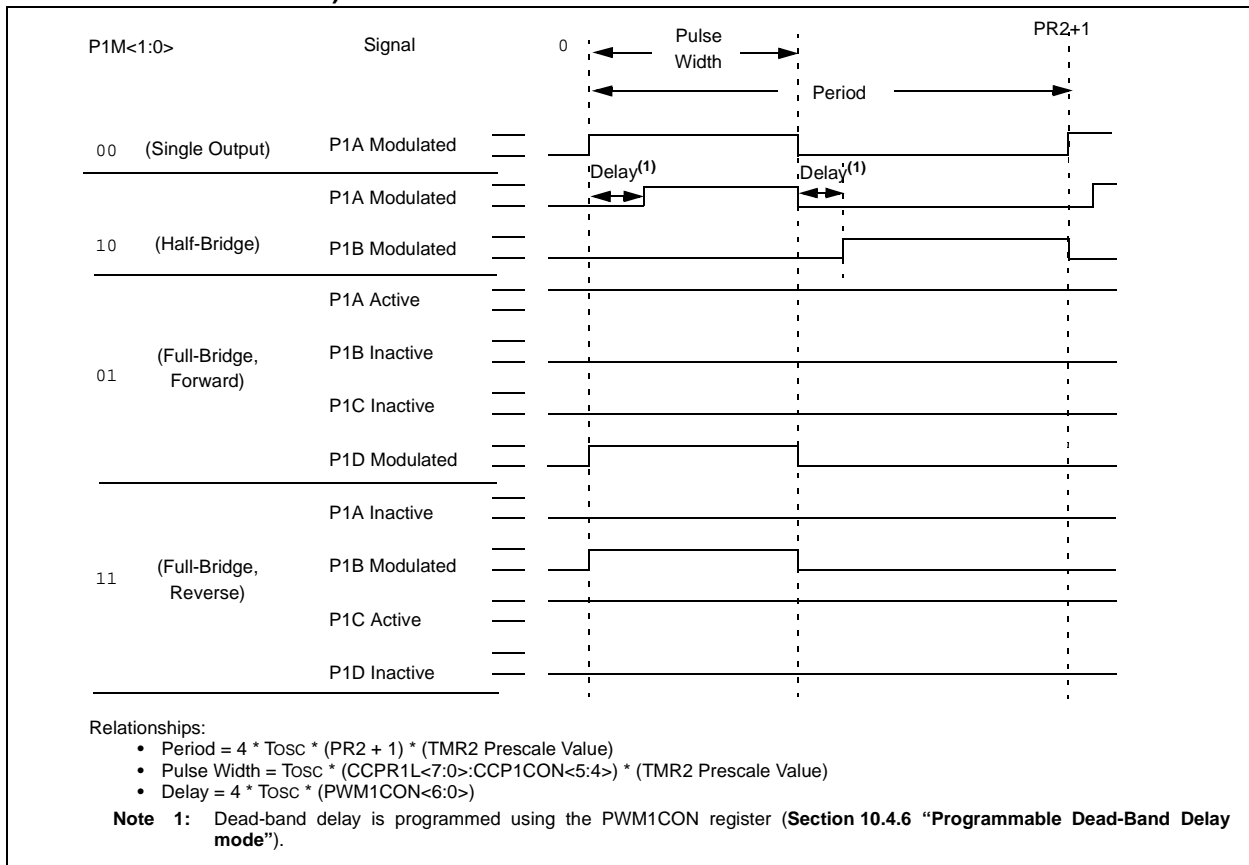 P1M<1:0> Signal 0 Pulse Width PR2+1
Period
00 (Single Output) P1A Modulated
Delay(1) Delay(1)
P1A Modulated
10 (Half-Bridge) P1B Modulated
P1A Active
01 (Full-Bridge, Forward) P1B Inactive
P1C Inactive
P1D Modulated
P1A Inactive
11 (Full-Bridge, Reverse) P1B Modulated
P1C Active
P1D Inactive
Relationships:
• Period = 4 * TOSC * (PR2 + 1) * (TMR2 Prescale Value)
• Pulse Width = TOSC * (CCPR1L<7:0>:CCP1CON<5:4>) * (TMR2 Prescale Value)
• Delay = 4 * TOSC * (PWM1CON<6:0>)
Note 1: Dead-band delay is programmed using the PWM1CON register (Section 10.4.6 “Programmable Dead-Band Delay
mode”).